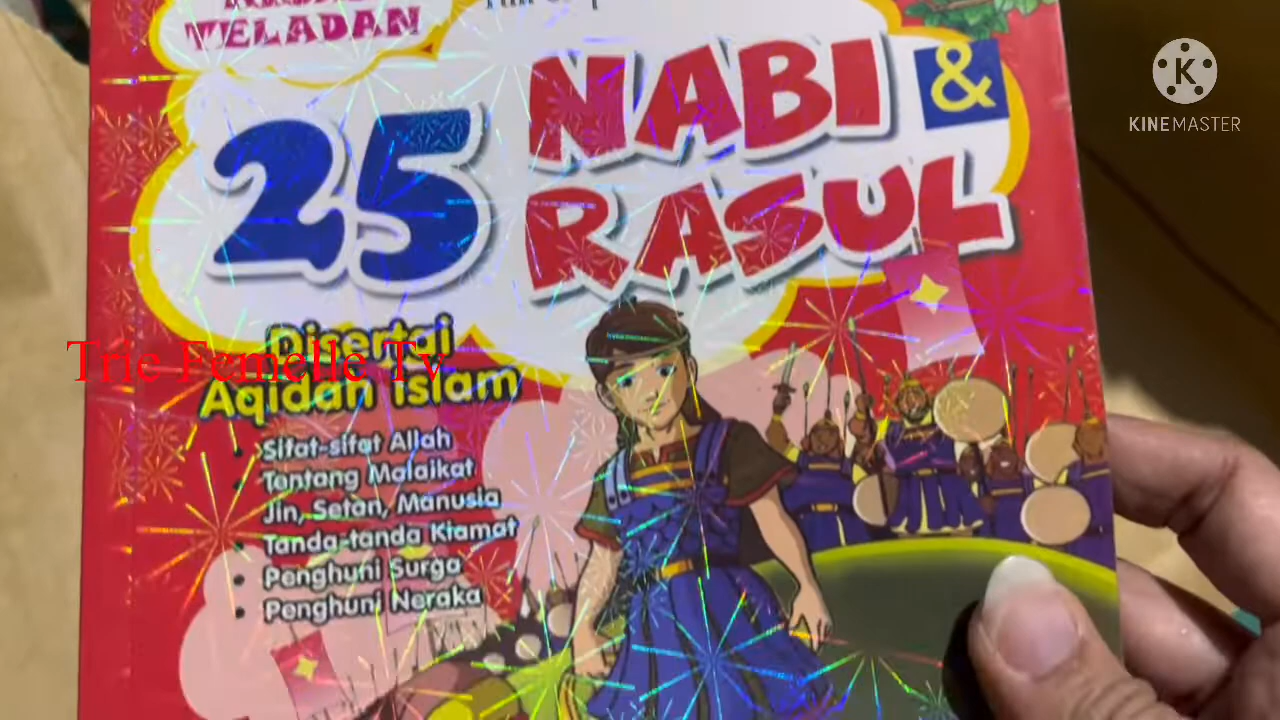 TELADAN
25 NABI &
RASUL
Disertai
Aqidah Islam
• Sifat-sifat Allah
• Tentang Malaikat
Jin, Setan, Manusia
• Tanda-tanda Kiamat
• Penghuni Surga
• Penghuni Neraka
Trie Femelle Tv
K
KINEMASTER